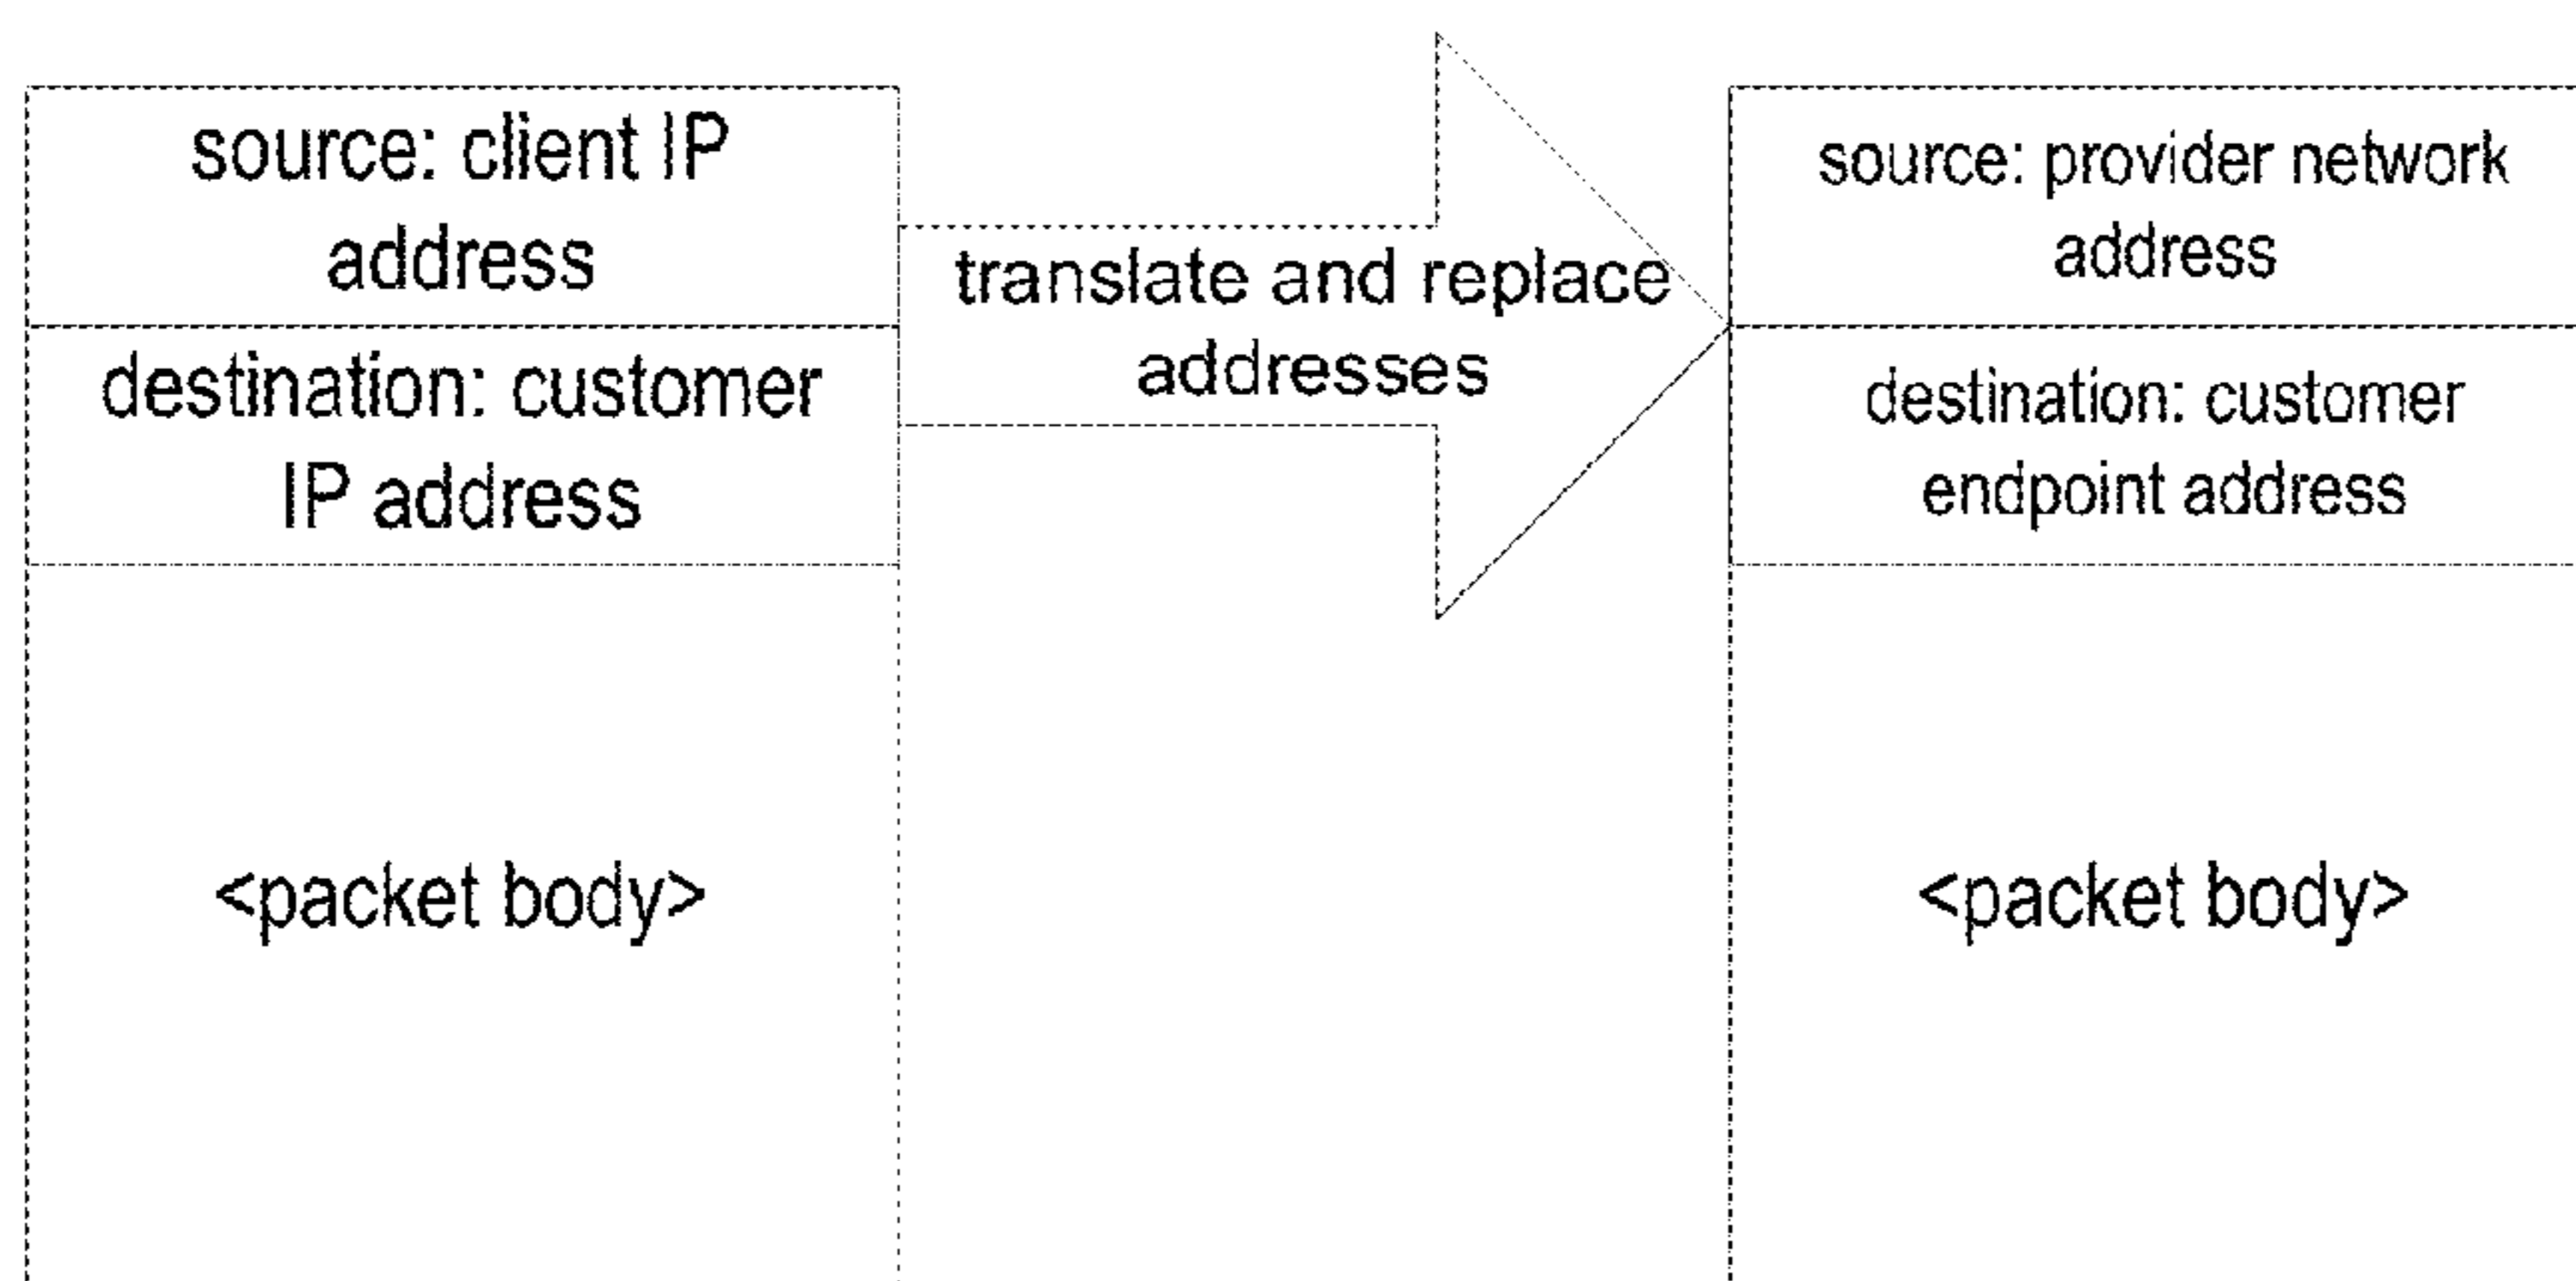 source: client IP
address
destination: customer
IP address
<packet body>
translate and replace
addresses
source: provider network
address
destination: customer
endpoint address
<packet body>